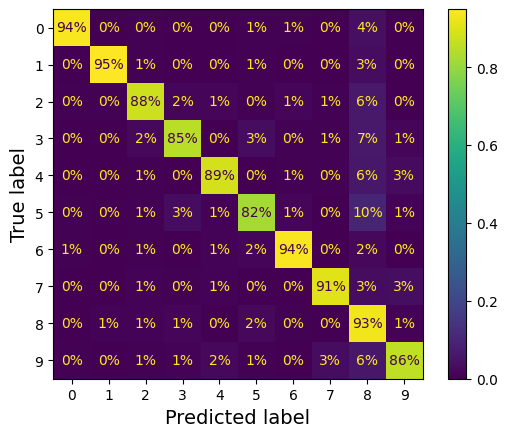 0 94% 0% 0% 0% 0% 1% 1% 0% 4% 0%
1 0% 95% 1% 0% 0% 1% 0% 0% 3% 0%
2 0% 0% 88% 2% 1% 0% 1% 1% 6% 0%
3 0% 0% 2% 85% 0% 3% 0% 1% 7% 1%
4 0% 0% 1% 0% 89% 0% 1% 0% 6% 3%
5 0% 0% 1% 3% 1% 82% 1% 0% 10% 1%
6 1% 0% 1% 0% 1% 2% 94% 0% 2% 0%
7 0% 0% 1% 0% 1% 0% 0% 91% 3% 3%
8 0% 1% 1% 1% 0% 2% 0% 0% 93% 1%
9 0% 0% 1% 1% 2% 1% 0% 3% 6% 86%
0 1 2 3 4 5 6 7 8 9
Predicted label
True label
0.8
0.6
0.4
0.2
0.0